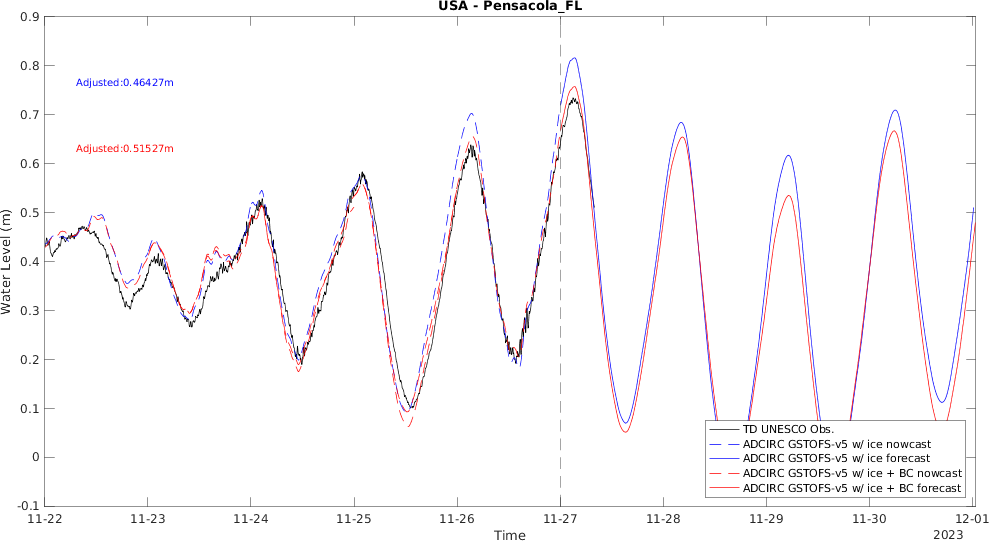 USA - Pensacola_FL
0.9
0.8
0.7
0.6
0.5
0.4
0.3
0.2
0.1
0
-0.1
Water Level (m)
Adjusted:0.46427m
Adjusted:0.51527m
TD UNESCO Obs.
ADCIRC GSTOFS-v5 w/ ice nowcast
ADCIRC GSTOFS-v5 w/ ice forecast
ADCIRC GSTOFS-v5 w/ ice + BC nowcast
ADCIRC GSTOFS-v5 w/ ice + BC forecast
11-22 11-23 11-24 11-25 11-26 11-27 11-28 11-29 11-30 12-01
Time
2023